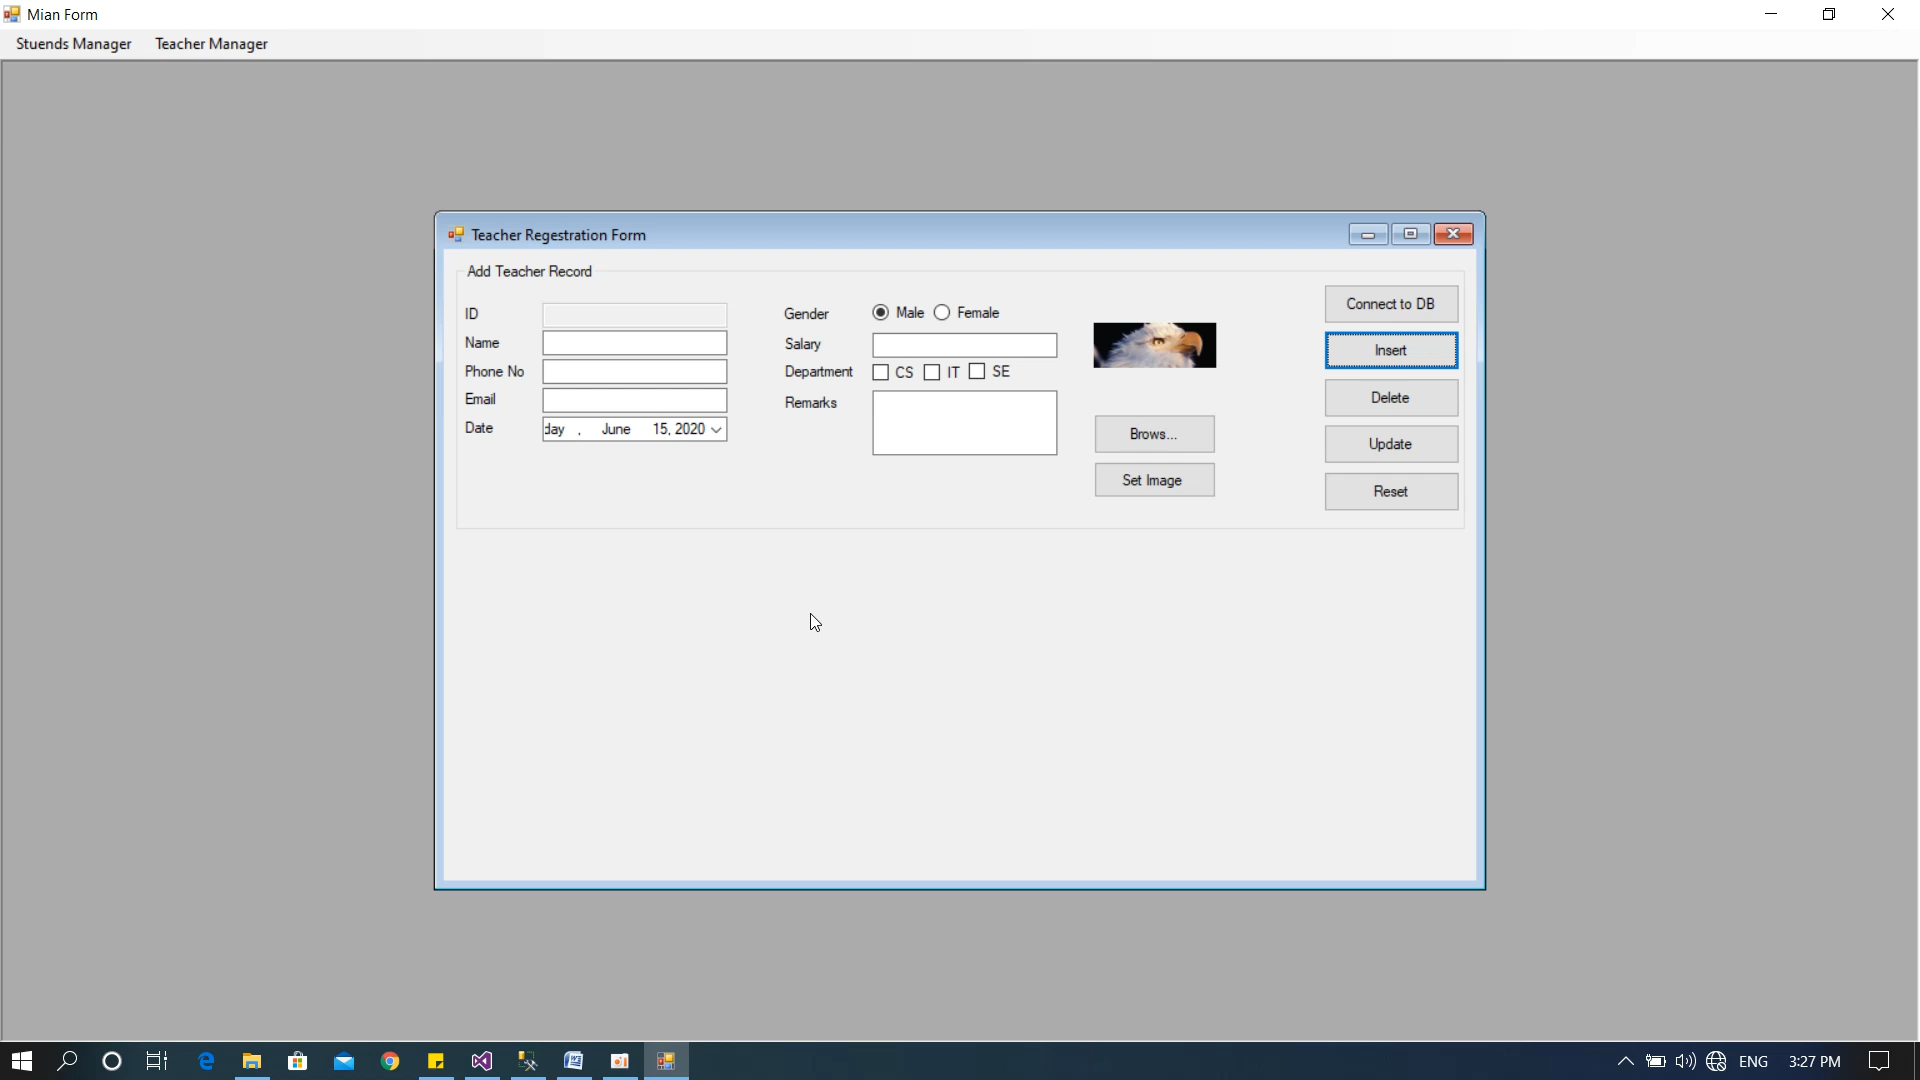 Mian Form
Stuends Manager Teacher Manager
Teacher Regestration Form
Add Teacher Record
ID
Name
Phone No
Email
Date day , June 15, 2020
Gender Male Female
Salary
Department CS IT SE
Remarks
Brows...
Set Image
Connect to DB
Insert
Delete
Update
Reset
ENG 3:27 PM